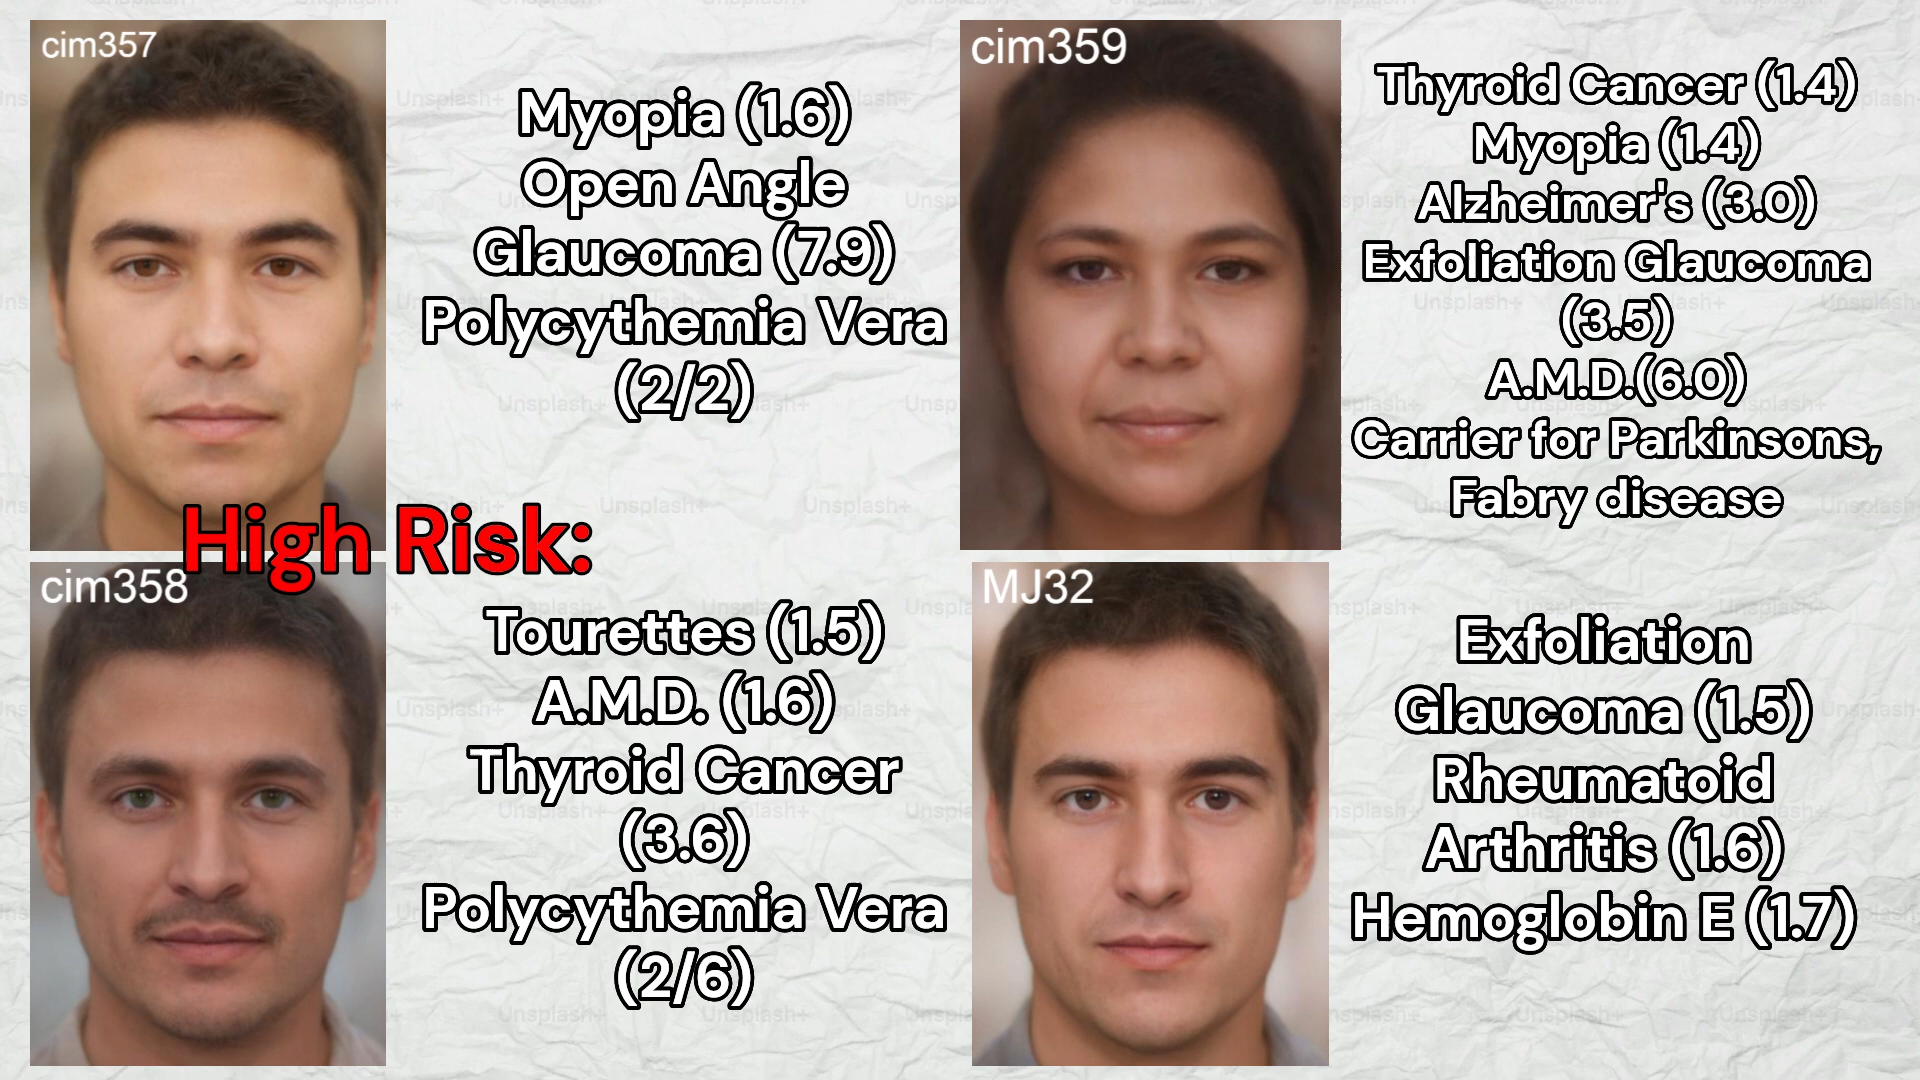 cim357
Myopia (1.6)
Open Angle
Glaucoma (7.9)
Polycythemia Vera
(2/2)
cim359
Thyroid Cancer (1.4)
Myopia (1.4)
Alzheimer's (3.0)
Exfoliation Glaucoma
(3.5)
A.M.D.(6.0)
Carrier for Parkinsons,
Fabry disease
High Risk:
cim358
Tourettes (1.5)
A.M.D. (1.6)
Thyroid Cancer
(3.6)
Polycythemia Vera
(2/6)
MJ32
Exfoliation
Glaucoma (1.5)
Rheumatoid
Arthritis (1.6)
Hemoglobin E (1.7)
Unsplash+